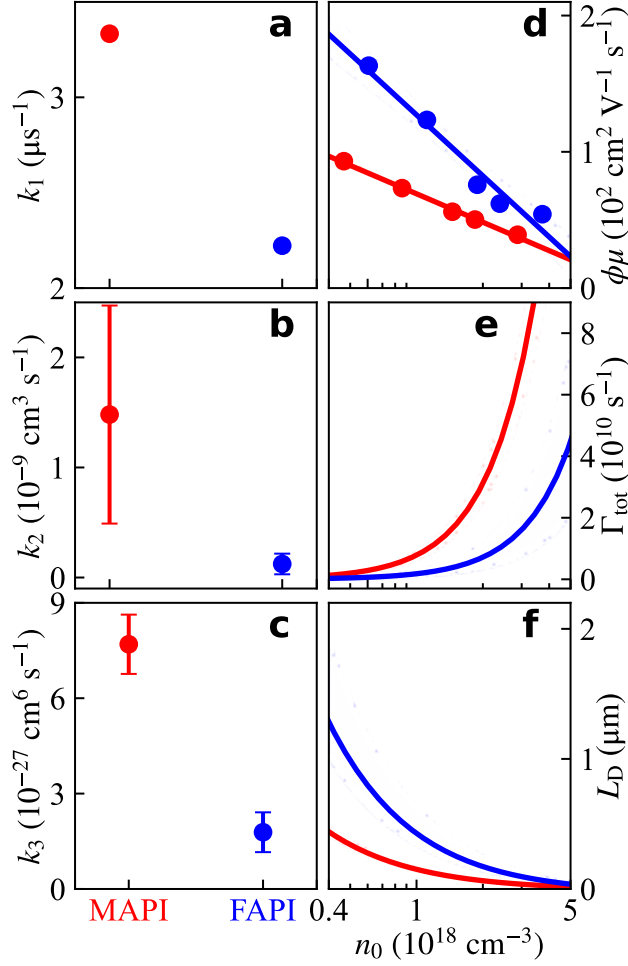 a
k₁ (µs⁻¹)
3
2
d
ϕµ (10² cm² V⁻¹ s⁻¹)
2
1
0
b
k₂ (10⁻⁹ cm³ s⁻¹)
2
1
0
e
Γtot (10¹⁰ s⁻¹)
8
6
4
2
0
c
k₃ (10⁻²⁷ cm⁶ s⁻¹)
9
6
3
0
MAPI FAPI
f
L_D (µm)
2
1
0
0.4 1 5
n₀ (10¹⁸ cm⁻³)